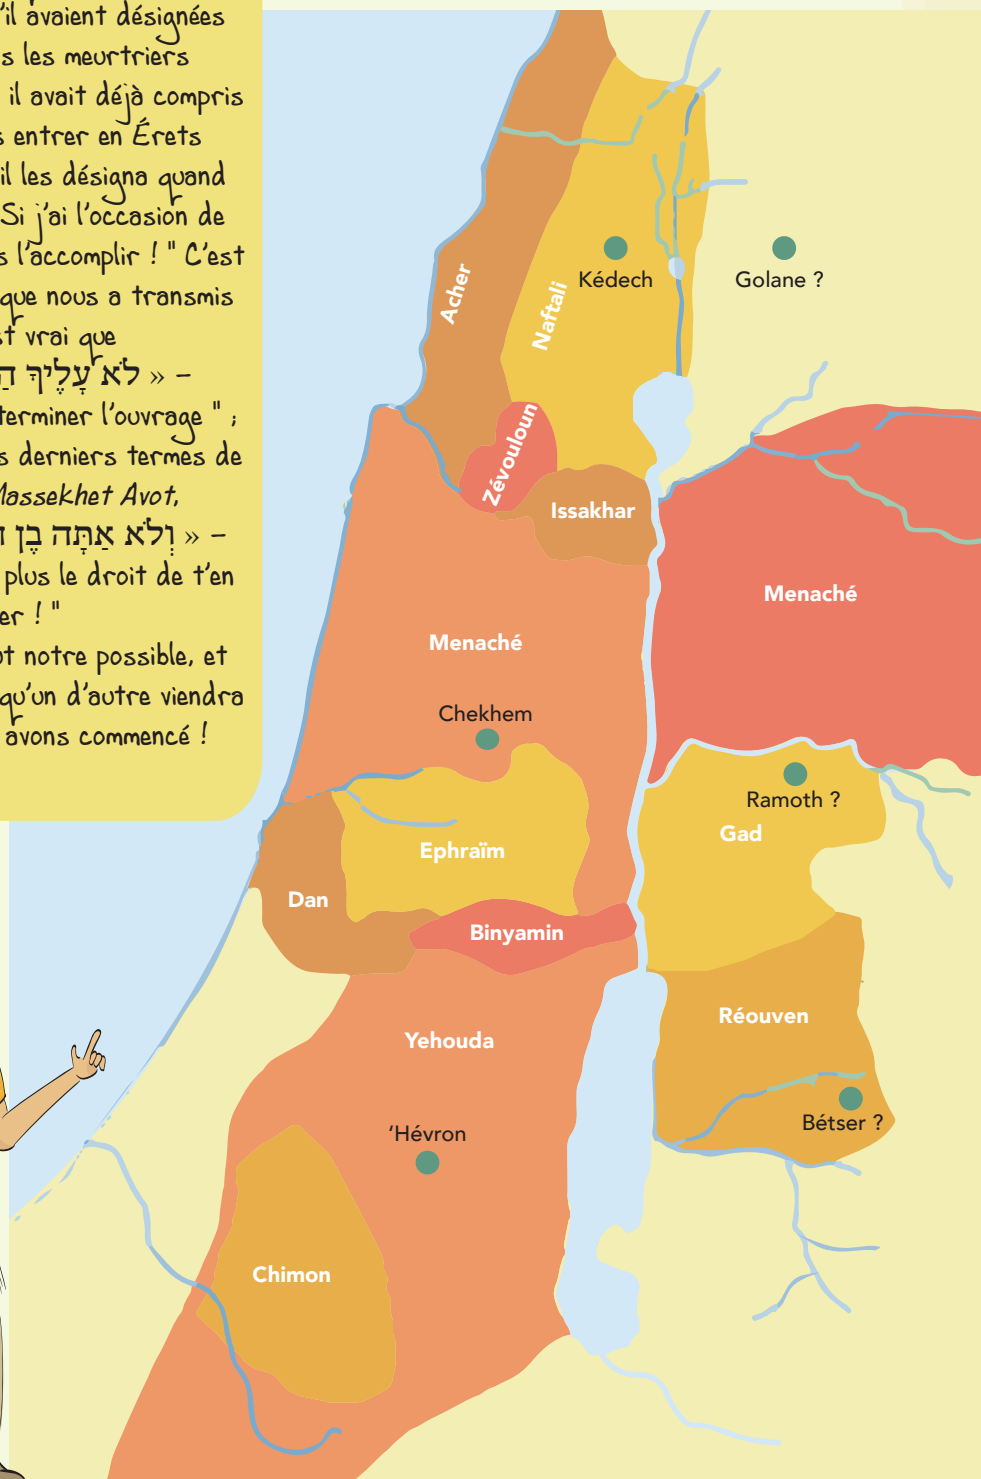 'il avaient désignées
s les meurtriers
il avait déjà compris
s entrer en Érets
il les désigna quand
Si j'ai l'occasion de
s l'accomplir ! " C'est
que nous a transmis
st vrai que
– « לֹא עָלֶיךָ
terminer l'ouvrage " ;
s derniers termes de
Massekhet Avot,
– « וְלֹא אַתָּה בֶן
plus le droit de t'en
er ! "
ut notre possible, et
qu'un d'autre viendra
avons commencé !
Acher
Naftali
Kédech
Golane ?
Zévouloun
Issakhar
Menaché
Menaché
Chekhem
Ramoth ?
Gad
Ephraïm
Dan
Binyamin
Réouven
Yehouda
Bétser ?
'Hévron
Chimon